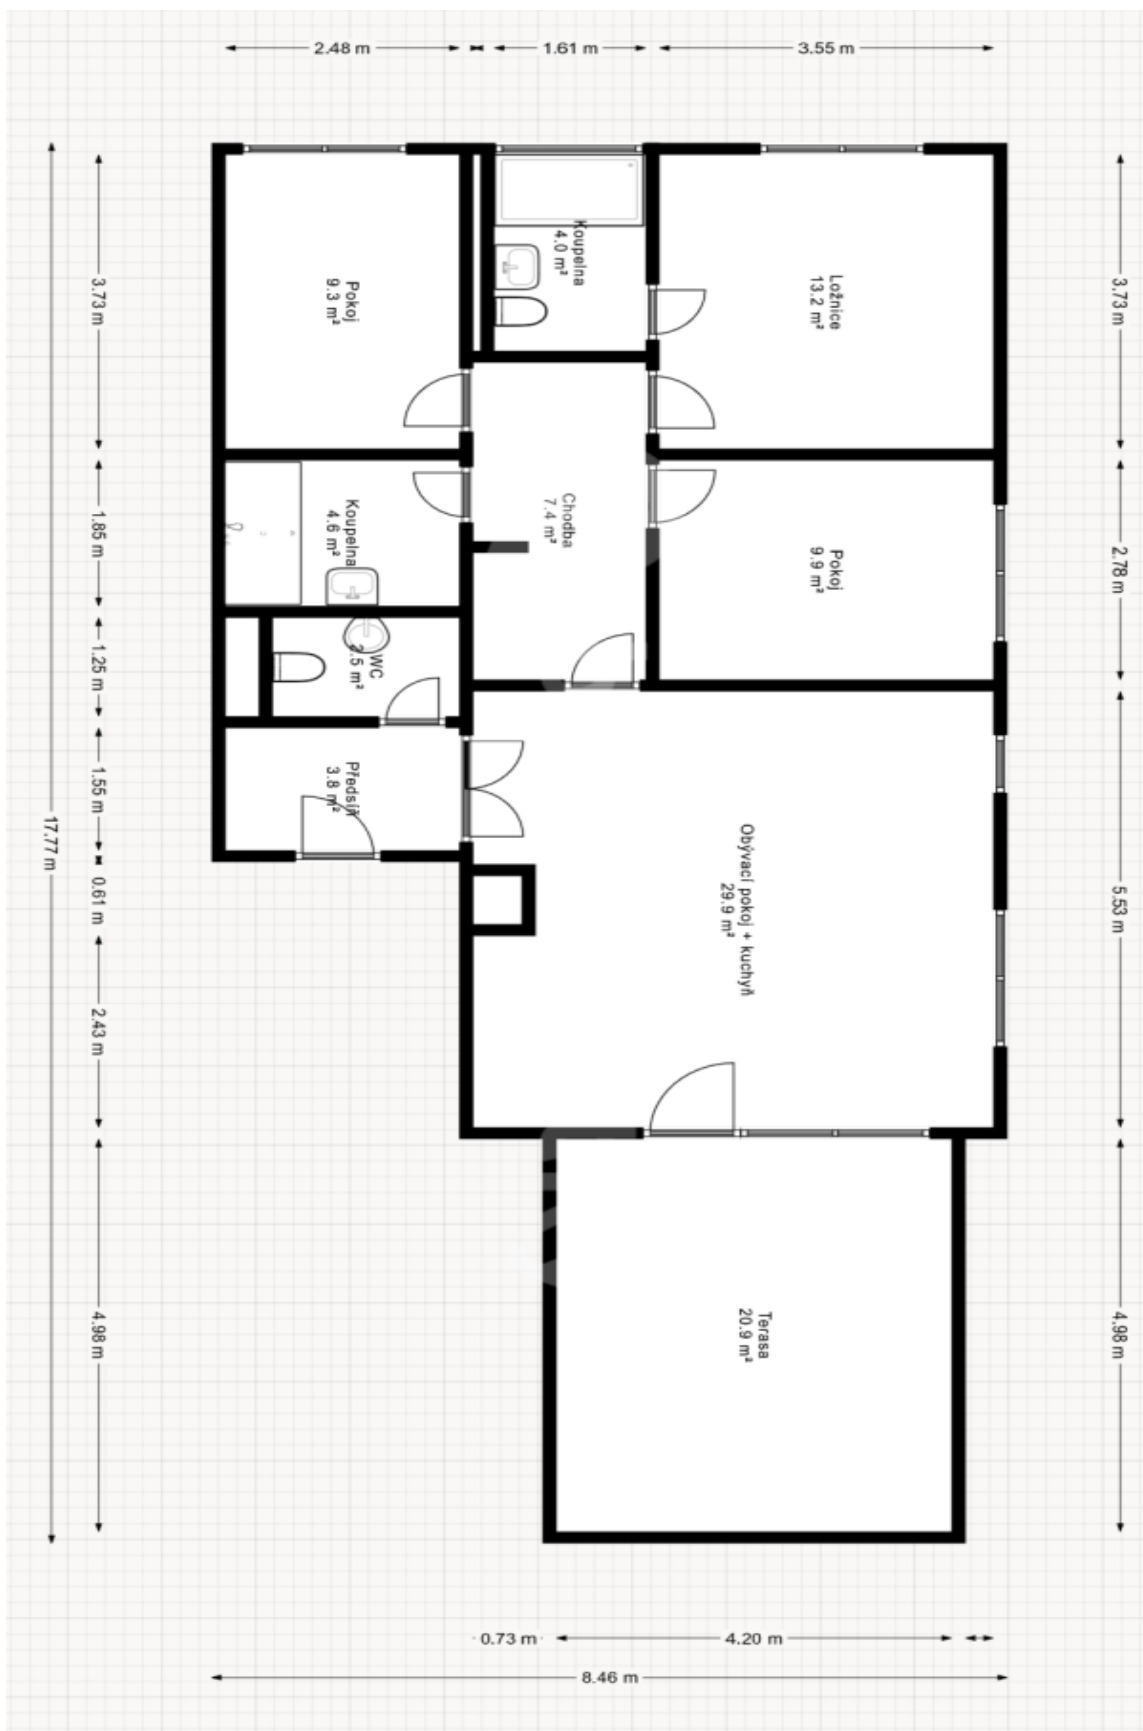 2.48 m
1.61 m
3.55 m
3.73 m
1.85 m
1.25 m
1.55 m
0.61 m
2.43 m
4.98 m
17.77 m
Pokoj
9.3 m²
Koupelna
4.0 m²
Ložnice
13.2 m²
3.73 m
Koupelna
4.6 m²
Chodba
7.4 m²
Pokoj
9.9 m²
2.78 m
WC
2.5 m²
Předsíň
3.8 m²
Obývací pokoj + kuchyň
29.9 m²
5.53 m
Terasa
20.9 m²
4.98 m
0.73 m
4.20 m
8.46 m